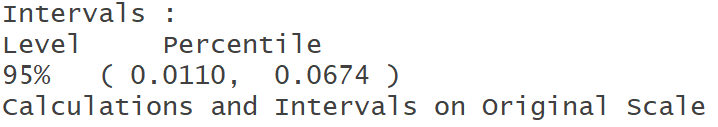 Intervals :
Level     Percentile
95%   ( 0.0110,  0.0674 )
Calculations and Intervals on Original Scale